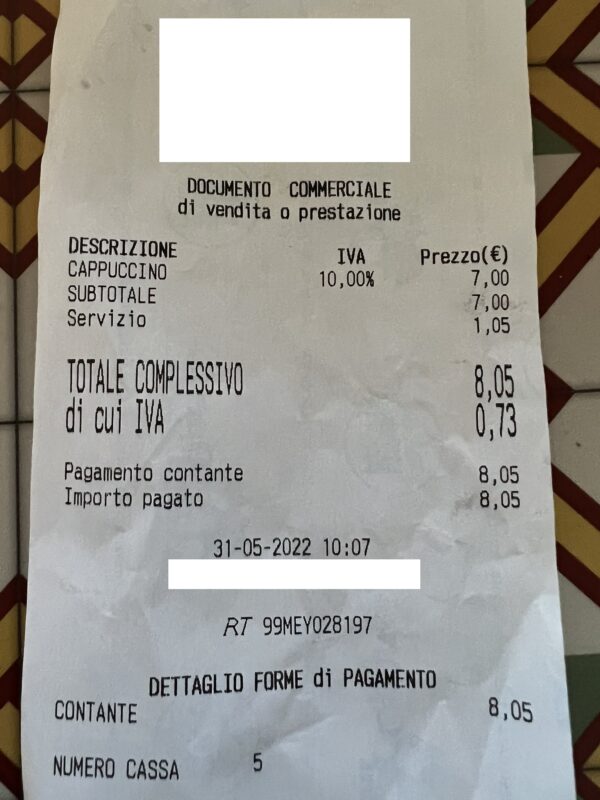 DOCUMENTO COMMERCIALE
di vendita o prestazione
DESCRIZIONE IVA Prezzo(€)
CAPPUCCINO 10,00% 7,00
SUBTOTALE 7,00
Servizio 1,05
TOTALE COMPLESSIVO 8,05
di cui IVA 0,73
Pagamento contante 8,05
Importo pagato 8,05
31-05-2022 10:07
RT 99MEY028197
DETTAGLIO FORME di PAGAMENTO
CONTANTE 8,05
NUMERO CASSA 5